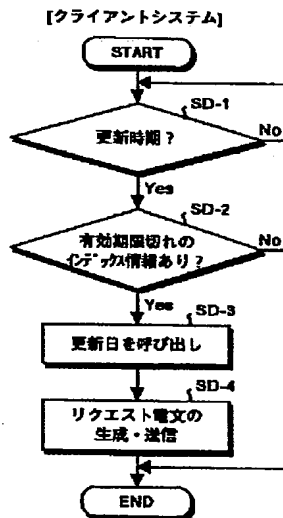 [クライアントシステム]
START
SD-1
更新時期？
No
Yes
SD-2
有効期限切れの
インデックス情報あり？
No
Yes
SD-3
更新日を呼び出し
SD-4
リクエスト電文の
生成・送信
END